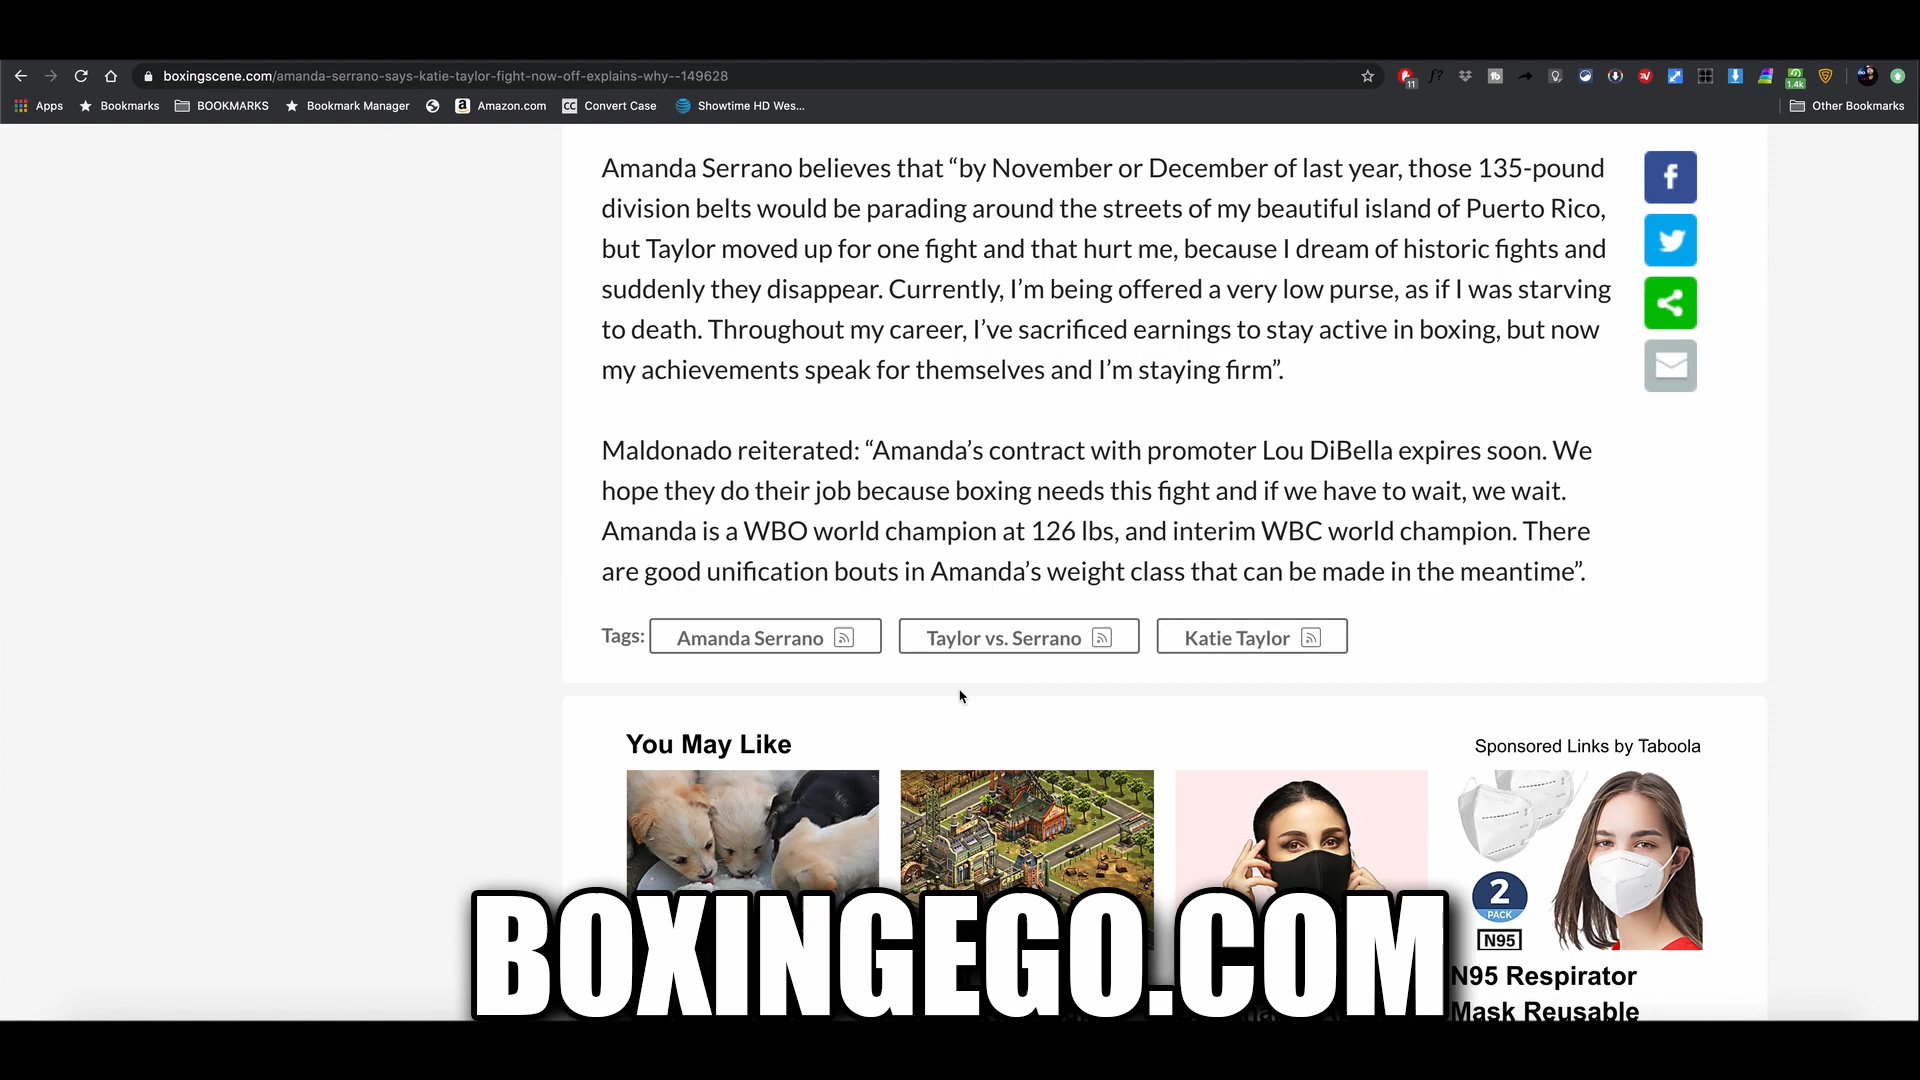 boxingscene.com/amanda-serrano-says-katie-taylor-fight-now-off-explains-why--149628
11
1.4k
Apps
Bookmarks
BOOKMARKS
Bookmark Manager
Amazon.com
CC Convert Case
Showtime HD Wes...
Other Bookmarks
Amanda Serrano believes that “by November or December of last year, those 135-pound
division belts would be parading around the streets of my beautiful island of Puerto Rico,
but Taylor moved up for one fight and that hurt me, because I dream of historic fights and
suddenly they disappear. Currently, I’m being offered a very low purse, as if I was starving
to death. Throughout my career, I’ve sacrificed earnings to stay active in boxing, but now
my achievements speak for themselves and I’m staying firm”.
Maldonado reiterated: “Amanda’s contract with promoter Lou DiBella expires soon. We
hope they do their job because boxing needs this fight and if we have to wait, we wait.
Amanda is a WBO world champion at 126 lbs, and interim WBC world champion. There
are good unification bouts in Amanda’s weight class that can be made in the meantime”.
Tags: Amanda Serrano Taylor vs. Serrano Katie Taylor
You May Like
Sponsored Links by Taboola
2
PACK
N95
BOXINGEGO.COM
N95 Respirator
Mask Reusable